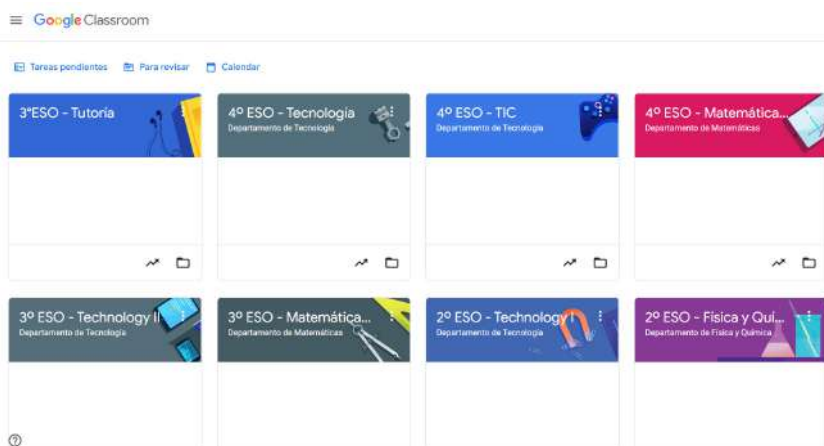 Google Classroom
Tareas pendientes Para revisar Calendar
3ºESO - Tutoría
4º ESO - Tecnología
Departamento de Tecnología
4º ESO - TIC
Departamento de Tecnología
4º ESO - Matemática...
Departamento de Matemáticas
3º ESO - Technology II
Departamento de Tecnología
3º ESO - Matemática...
Departamento de Matemáticas
2º ESO - Technology I
Departamento de Tecnología
2º ESO - Física y Quí...
Departamento de Física y Química